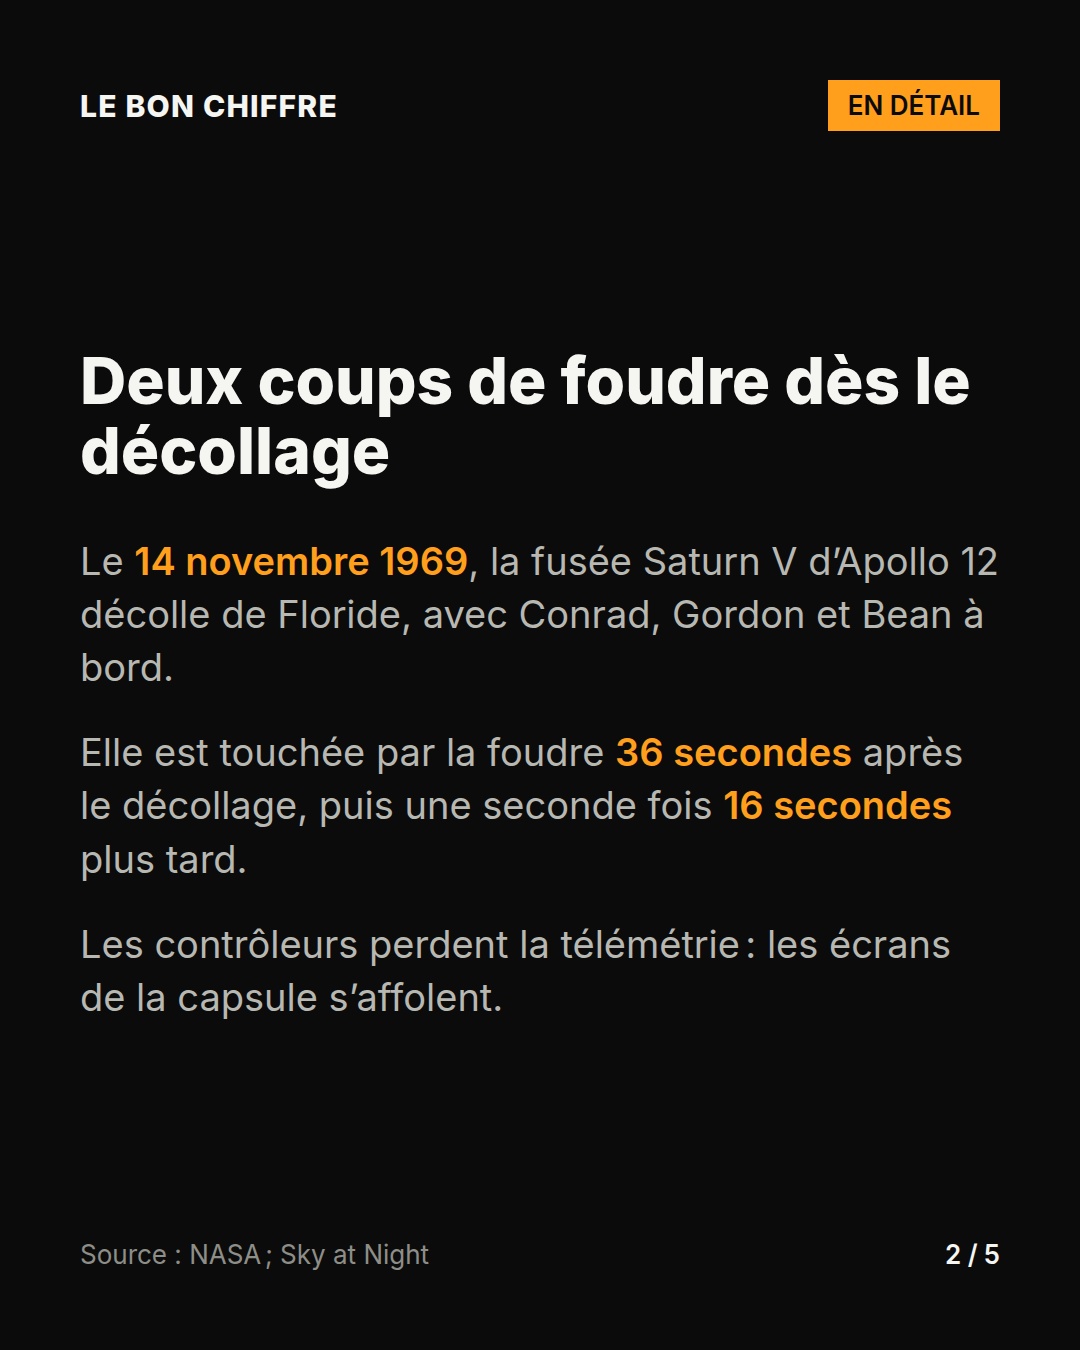 LE BON CHIFFRE
EN DÉTAIL
Deux coups de foudre dès le
décollage
Le 14 novembre 1969, la fusée Saturn V d’Apollo 12
décolle de Floride, avec Conrad, Gordon et Bean à
bord.
Elle est touchée par la foudre 36 secondes après
le décollage, puis une seconde fois 16 secondes
plus tard.
Les contrôleurs perdent la télémétrie : les écrans
de la capsule s’affolent.
Source : NASA ; Sky at Night
2 / 5